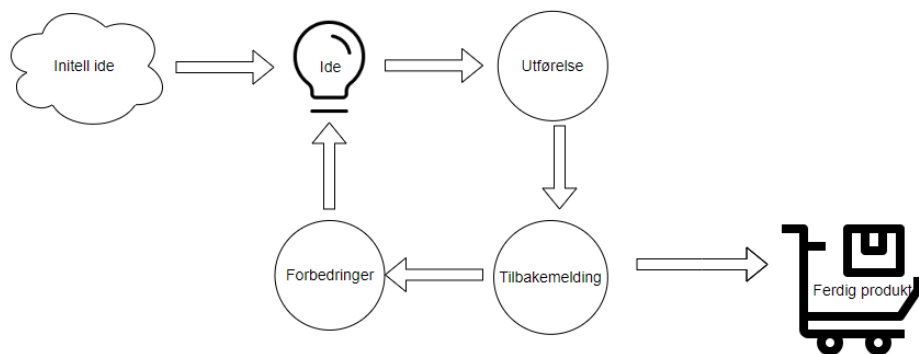 Initell ide
Ide
Utførelse
Forbedringer
Tilbakemelding
Ferdig produkt